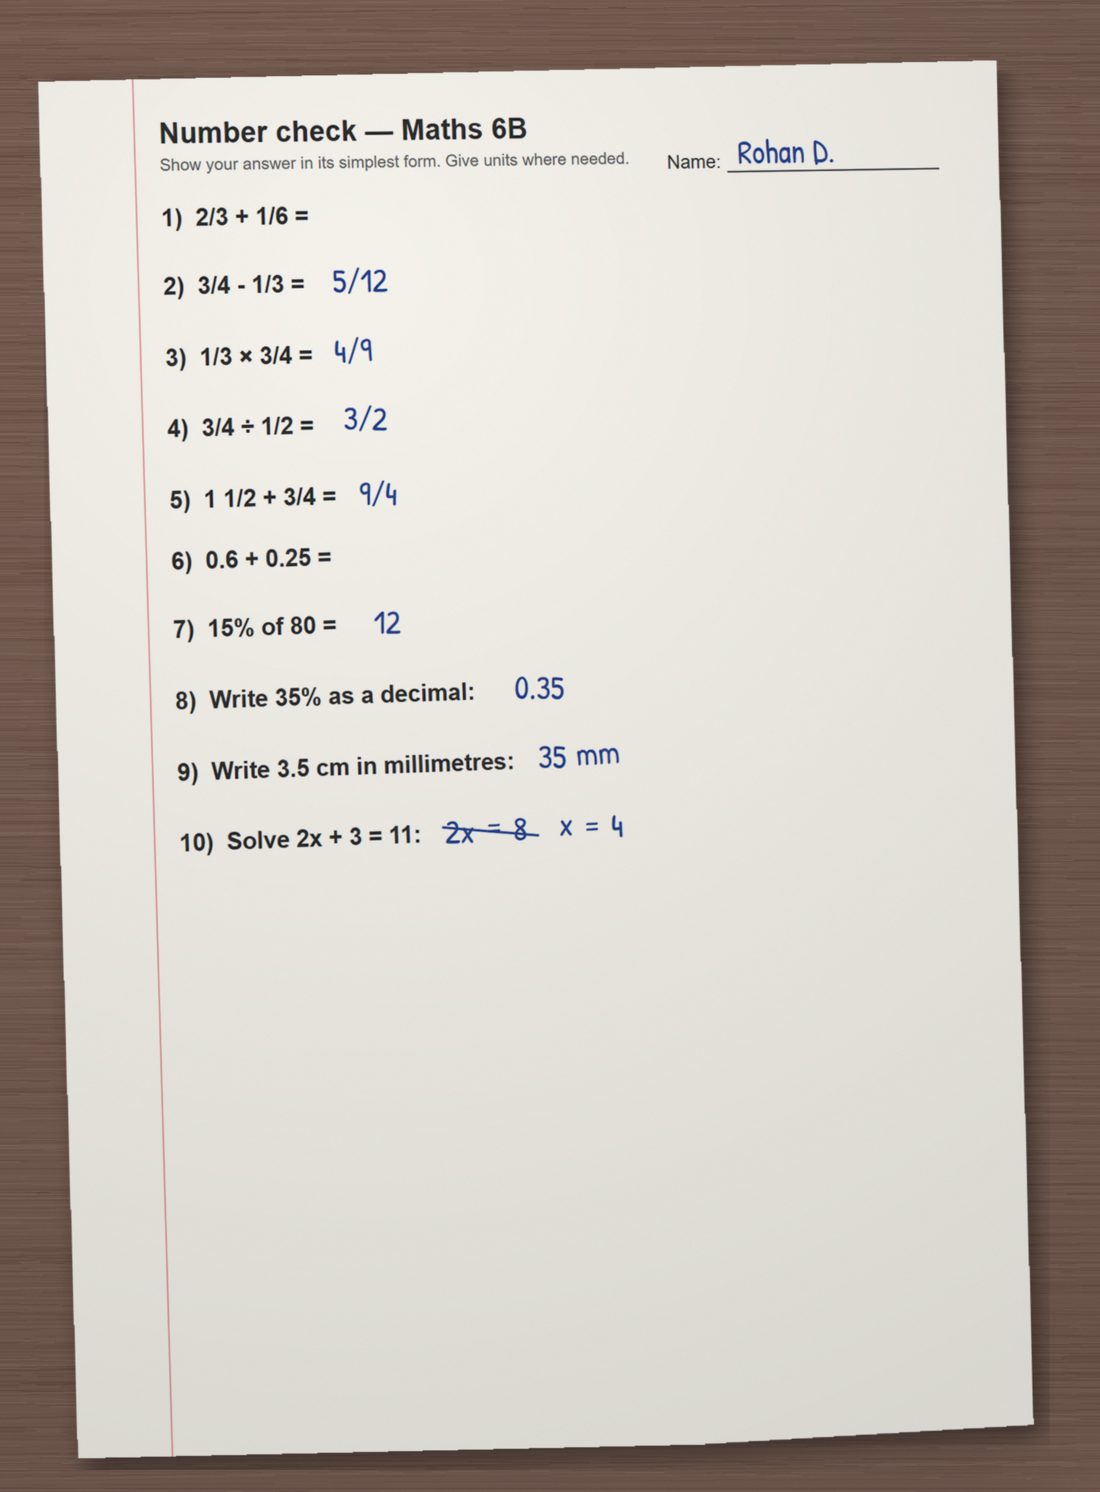 Number check — Maths 6B
Show your answer in its simplest form. Give units where needed.
Name: Rohan D.
1) 2/3 + 1/6 =
2) 3/4 - 1/3 = 5/12
3) 1/3 × 3/4 = 4/9
4) 3/4 ÷ 1/2 = 3/2
5) 1 1/2 + 3/4 = 9/4
6) 0.6 + 0.25 =
7) 15% of 80 = 12
8) Write 35% as a decimal: 0.35
9) Write 3.5 cm in millimetres: 35 mm
10) Solve 2x + 3 = 11: 2x = 8 x = 4